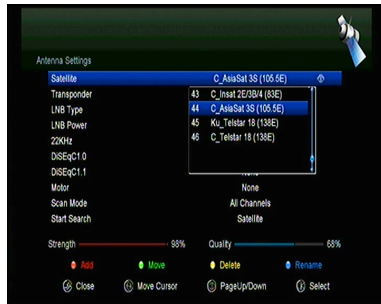 Antenna Settings
Satellite C_AsiaSat 3S (105.5E)
Transponder 43 C_Insat 2E/3B/4 (83E)
LNB Type 44 C_AsiaSat 3S (105.5E)
LNB Power 45 Ku_Telstar 18 (138E)
22KHz 46 C_Telstar 18 (138E)
DiSEqC1.0
DiSEqC1.1
Motor None
Scan Mode All Channels
Start Search Satellite
Strength 98% Quality 68%
Add Move Delete Rename
Close Move Cursor PageUp/Down Select